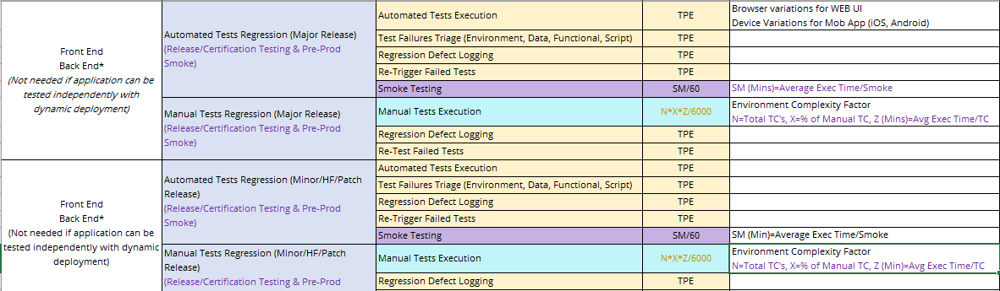 Front End
Back End*
(Not needed if application can be
tested independently with
dynamic deployment)
Automated Tests Regression (Major Release)
(Release/Certification Testing & Pre-Prod
Smoke)
Automated Tests Execution
TPE
Browser variations for WEB UI
Device Variations for Mob App (iOS, Android)
Test Failures Triage (Environment, Data, Functional, Script)
TPE
Regression Defect Logging
TPE
Re-Trigger Failed Tests
TPE
Smoke Testing
SM/60
SM (Mins)=Average Exec Time/Smoke
Manual Tests Regression (Major Release)
(Release/Certification Testing & Pre-Prod
Smoke)
Manual Tests Execution
N*X*Z/6000
Environment Complexity Factor
N=Total TC's, X=% of Manual TC, Z (Mins)=Avg Exec Time/TC
Regression Defect Logging
TPE
Re-Test Failed Tests
TPE
Front End
Back End*
(Not needed if application can be
tested independently with dynamic
deployment)
Automated Tests Regression (Minor/HF/Patch
Release)
(Release/Certification Testing & Pre-Prod
Smoke)
Automated Tests Execution
TPE
Test Failures Triage (Environment, Data, Functional, Script)
TPE
Regression Defect Logging
TPE
Re-Trigger Failed Tests
TPE
Smoke Testing
SM/60
SM (Min)=Average Exec Time/Smoke
Manual Tests Regression (Minor/HF/Patch
Release)
(Release/Certification Testing & Pre-Prod
Manual Tests Execution
N*X*Z/6000
Environment Complexity Factor
N=Total TC's, X=% of Manual TC, Z (Min)=Avg Exec Time/TC
Regression Defect Logging
TPE